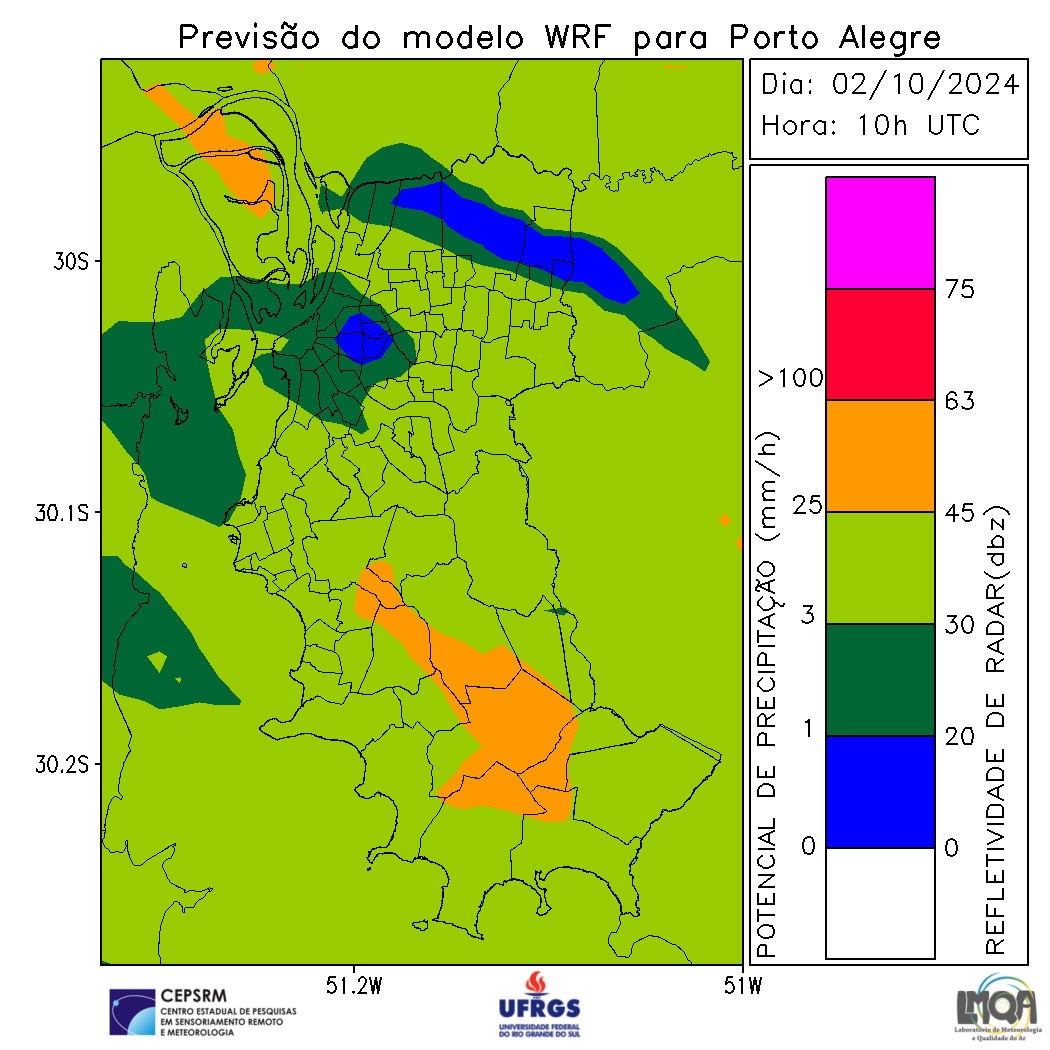 Previsão do modelo WRF para Porto Alegre
Dia: 02/10/2024
Hora: 10h UTC
30S
30.1S
30.2S
51.2W
51W
POTENCIAL DE PRECIPITAÇÃO (mm/h)
>100
25
3
1
0
75
63
45
30
20
0
REFLETIVIDADE DE RADAR(dbz)
CEPSRM
CENTRO ESTADUAL DE PESQUISAS
EM SENSORIAMENTO REMOTO
E METEOROLOGIA
UFRGS
UNIVERSIDADE FEDERAL
DO RIO GRANDE DO SUL
LMQA
Laboratório de Meteorologia
e Qualidade do Ar